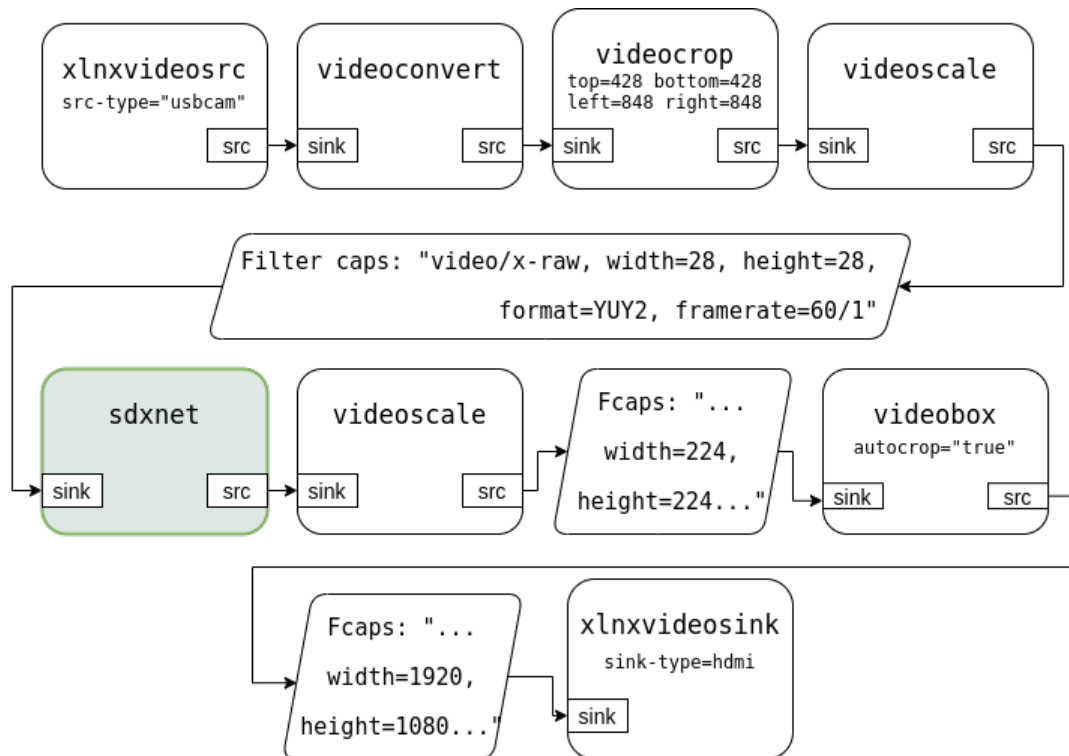 xlnxvideosrc
src-type="usbcam"
src
videoconvert
sink
src
videocrop
top=428 bottom=428
left=848 right=848
sink
src
videoscale
sink
src
Filter caps: "video/x-raw, width=28, height=28,
format=YUY2, framerate=60/1"
sdxnet
sink
src
videoscale
sink
src
Fcaps: "...
width=224,
height=224..."
videobox
autocrop="true"
sink
src
Fcaps: "...
width=1920,
height=1080..."
xlnxvideosink
sink-type=hdmi
sink